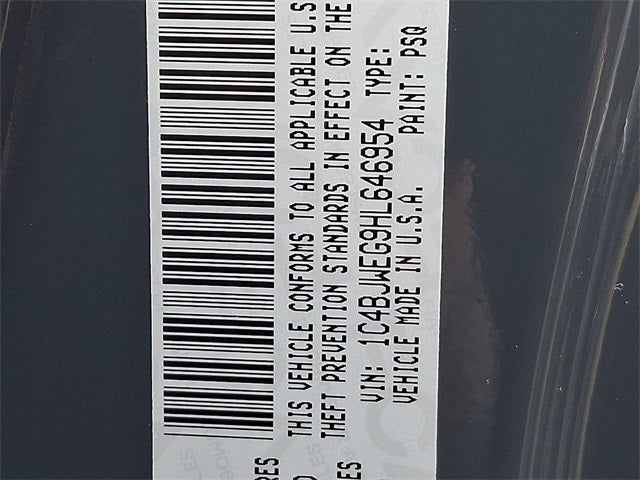 THIS VEHICLE CONFORMS TO ALL APPLICABLE U.S
THEFT PREVENTION STANDARDS IN EFFECT ON THE
VIN: 1C4BJWEG9HL646954 TYPE:
VEHICLE MADE IN U.S.A. PAINT: PSQ